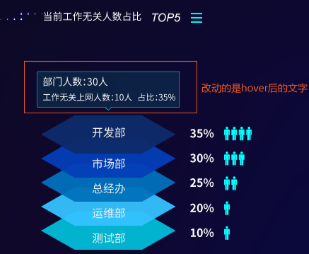 当前工作无关人数占比 TOP5
部门人数:30人
工作无关上网人数:10人 占比:35%
改动的是hover后的文字
开发部 35%
市场部 30%
总经办 25%
运维部 20%
测试部 10%